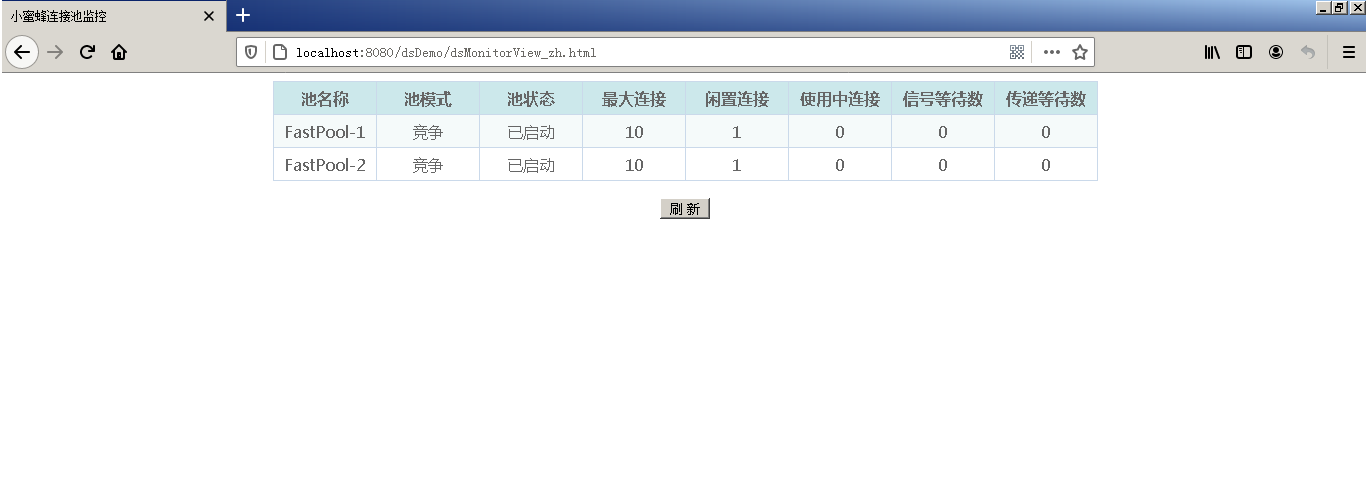 小蜜蜂连接池监控
localhost:8080/dsDemo/dsMonitorView_zh.html
池名称 池模式 池状态 最大连接 闲置连接 使用中连接 信号等待数 传递等待数
FastPool-1 竞争 已启动 10 1 0 0 0
FastPool-2 竞争 已启动 10 1 0 0 0
刷 新